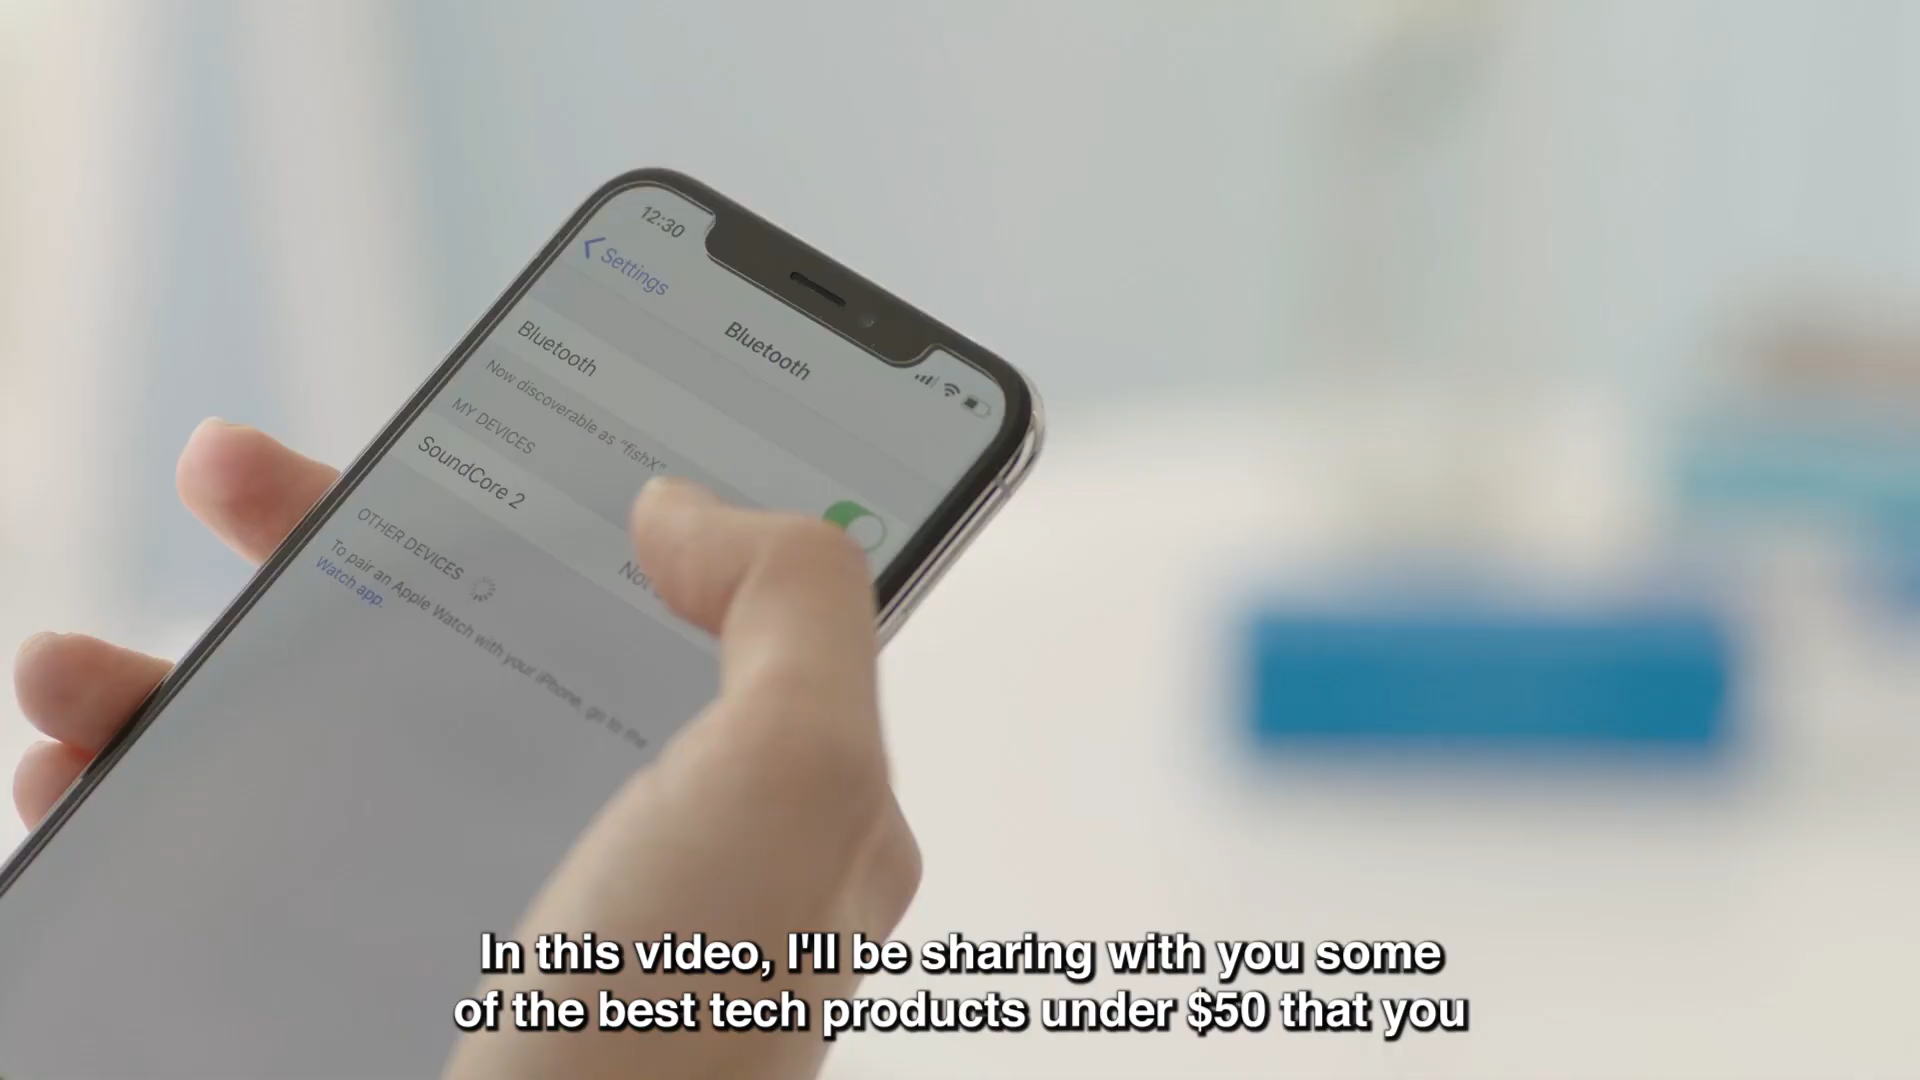 12:30
Settings
Bluetooth
Bluetooth
Now discoverable as "fishX"
MY DEVICES
SoundCore 2
Not
OTHER DEVICES
To pair an Apple Watch with your iPhone, go to the
Watch app.
In this video, I'll be sharing with you some
of the best tech products under $50 that you